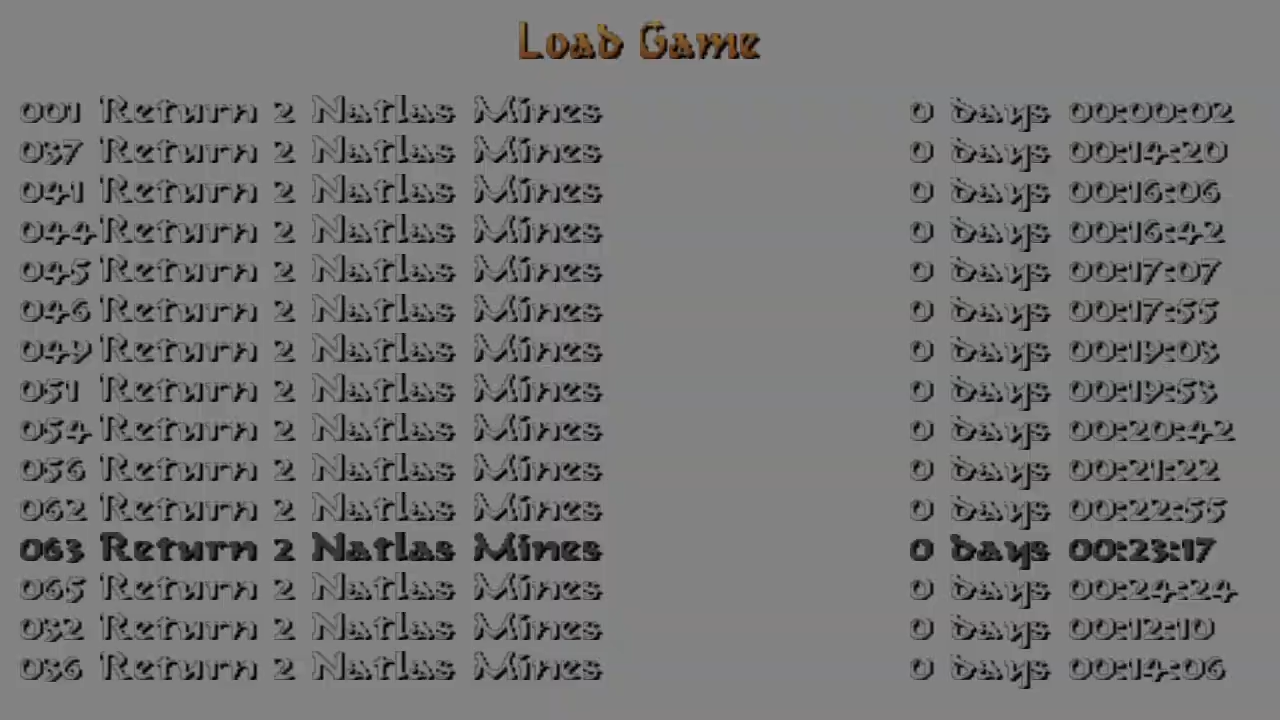 Load Game
001 Return 2 Natlas Mines 0 days 00:00:02
037 Return 2 Natlas Mines 0 days 00:14:20
041 Return 2 Natlas Mines 0 days 00:16:06
044 Return 2 Natlas Mines 0 days 00:16:42
045 Return 2 Natlas Mines 0 days 00:17:07
046 Return 2 Natlas Mines 0 days 00:17:55
049 Return 2 Natlas Mines 0 days 00:19:03
051 Return 2 Natlas Mines 0 days 00:19:53
054 Return 2 Natlas Mines 0 days 00:20:42
056 Return 2 Natlas Mines 0 days 00:21:22
062 Return 2 Natlas Mines 0 days 00:22:55
063 Return 2 Natlas Mines 0 days 00:23:17
065 Return 2 Natlas Mines 0 days 00:24:24
032 Return 2 Natlas Mines 0 days 00:12:10
036 Return 2 Natlas Mines 0 days 00:14:06